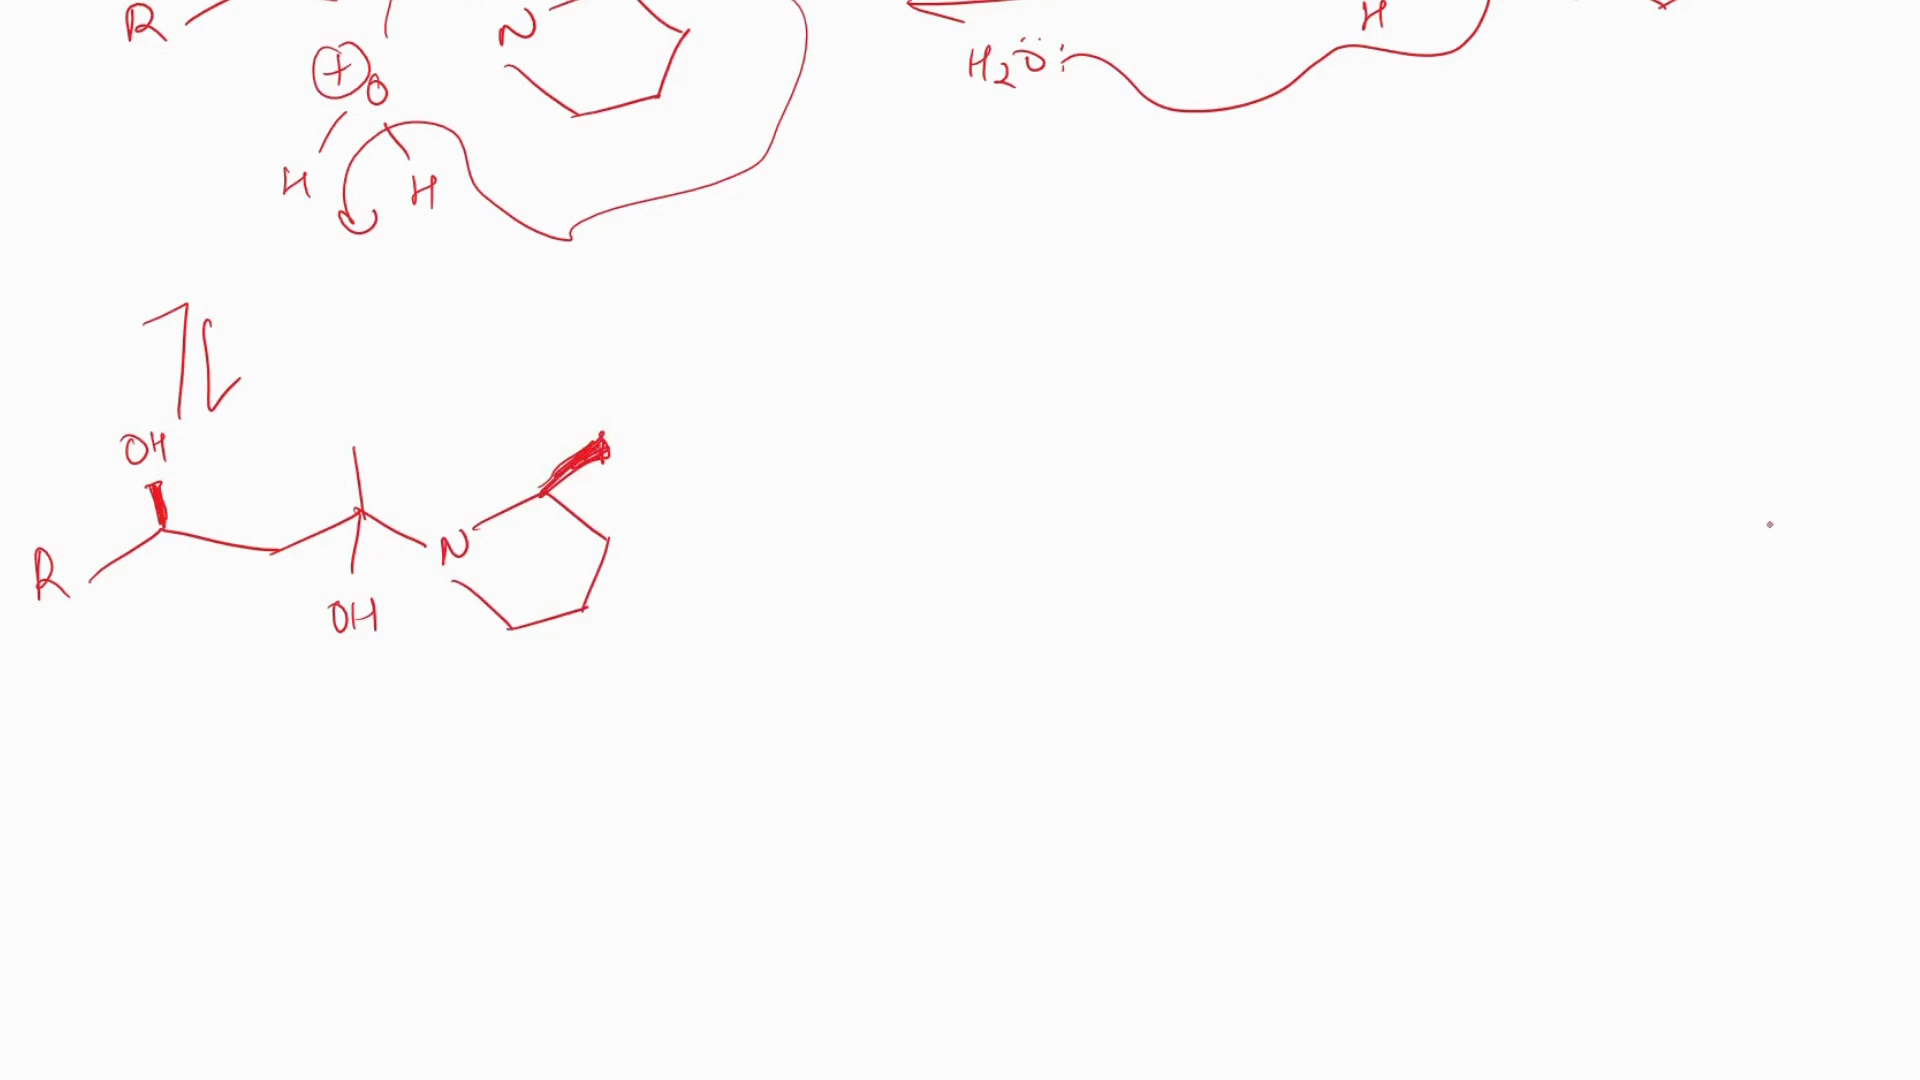 R N H
⊕ O H₂Ö:
H H
OH
R N
OH